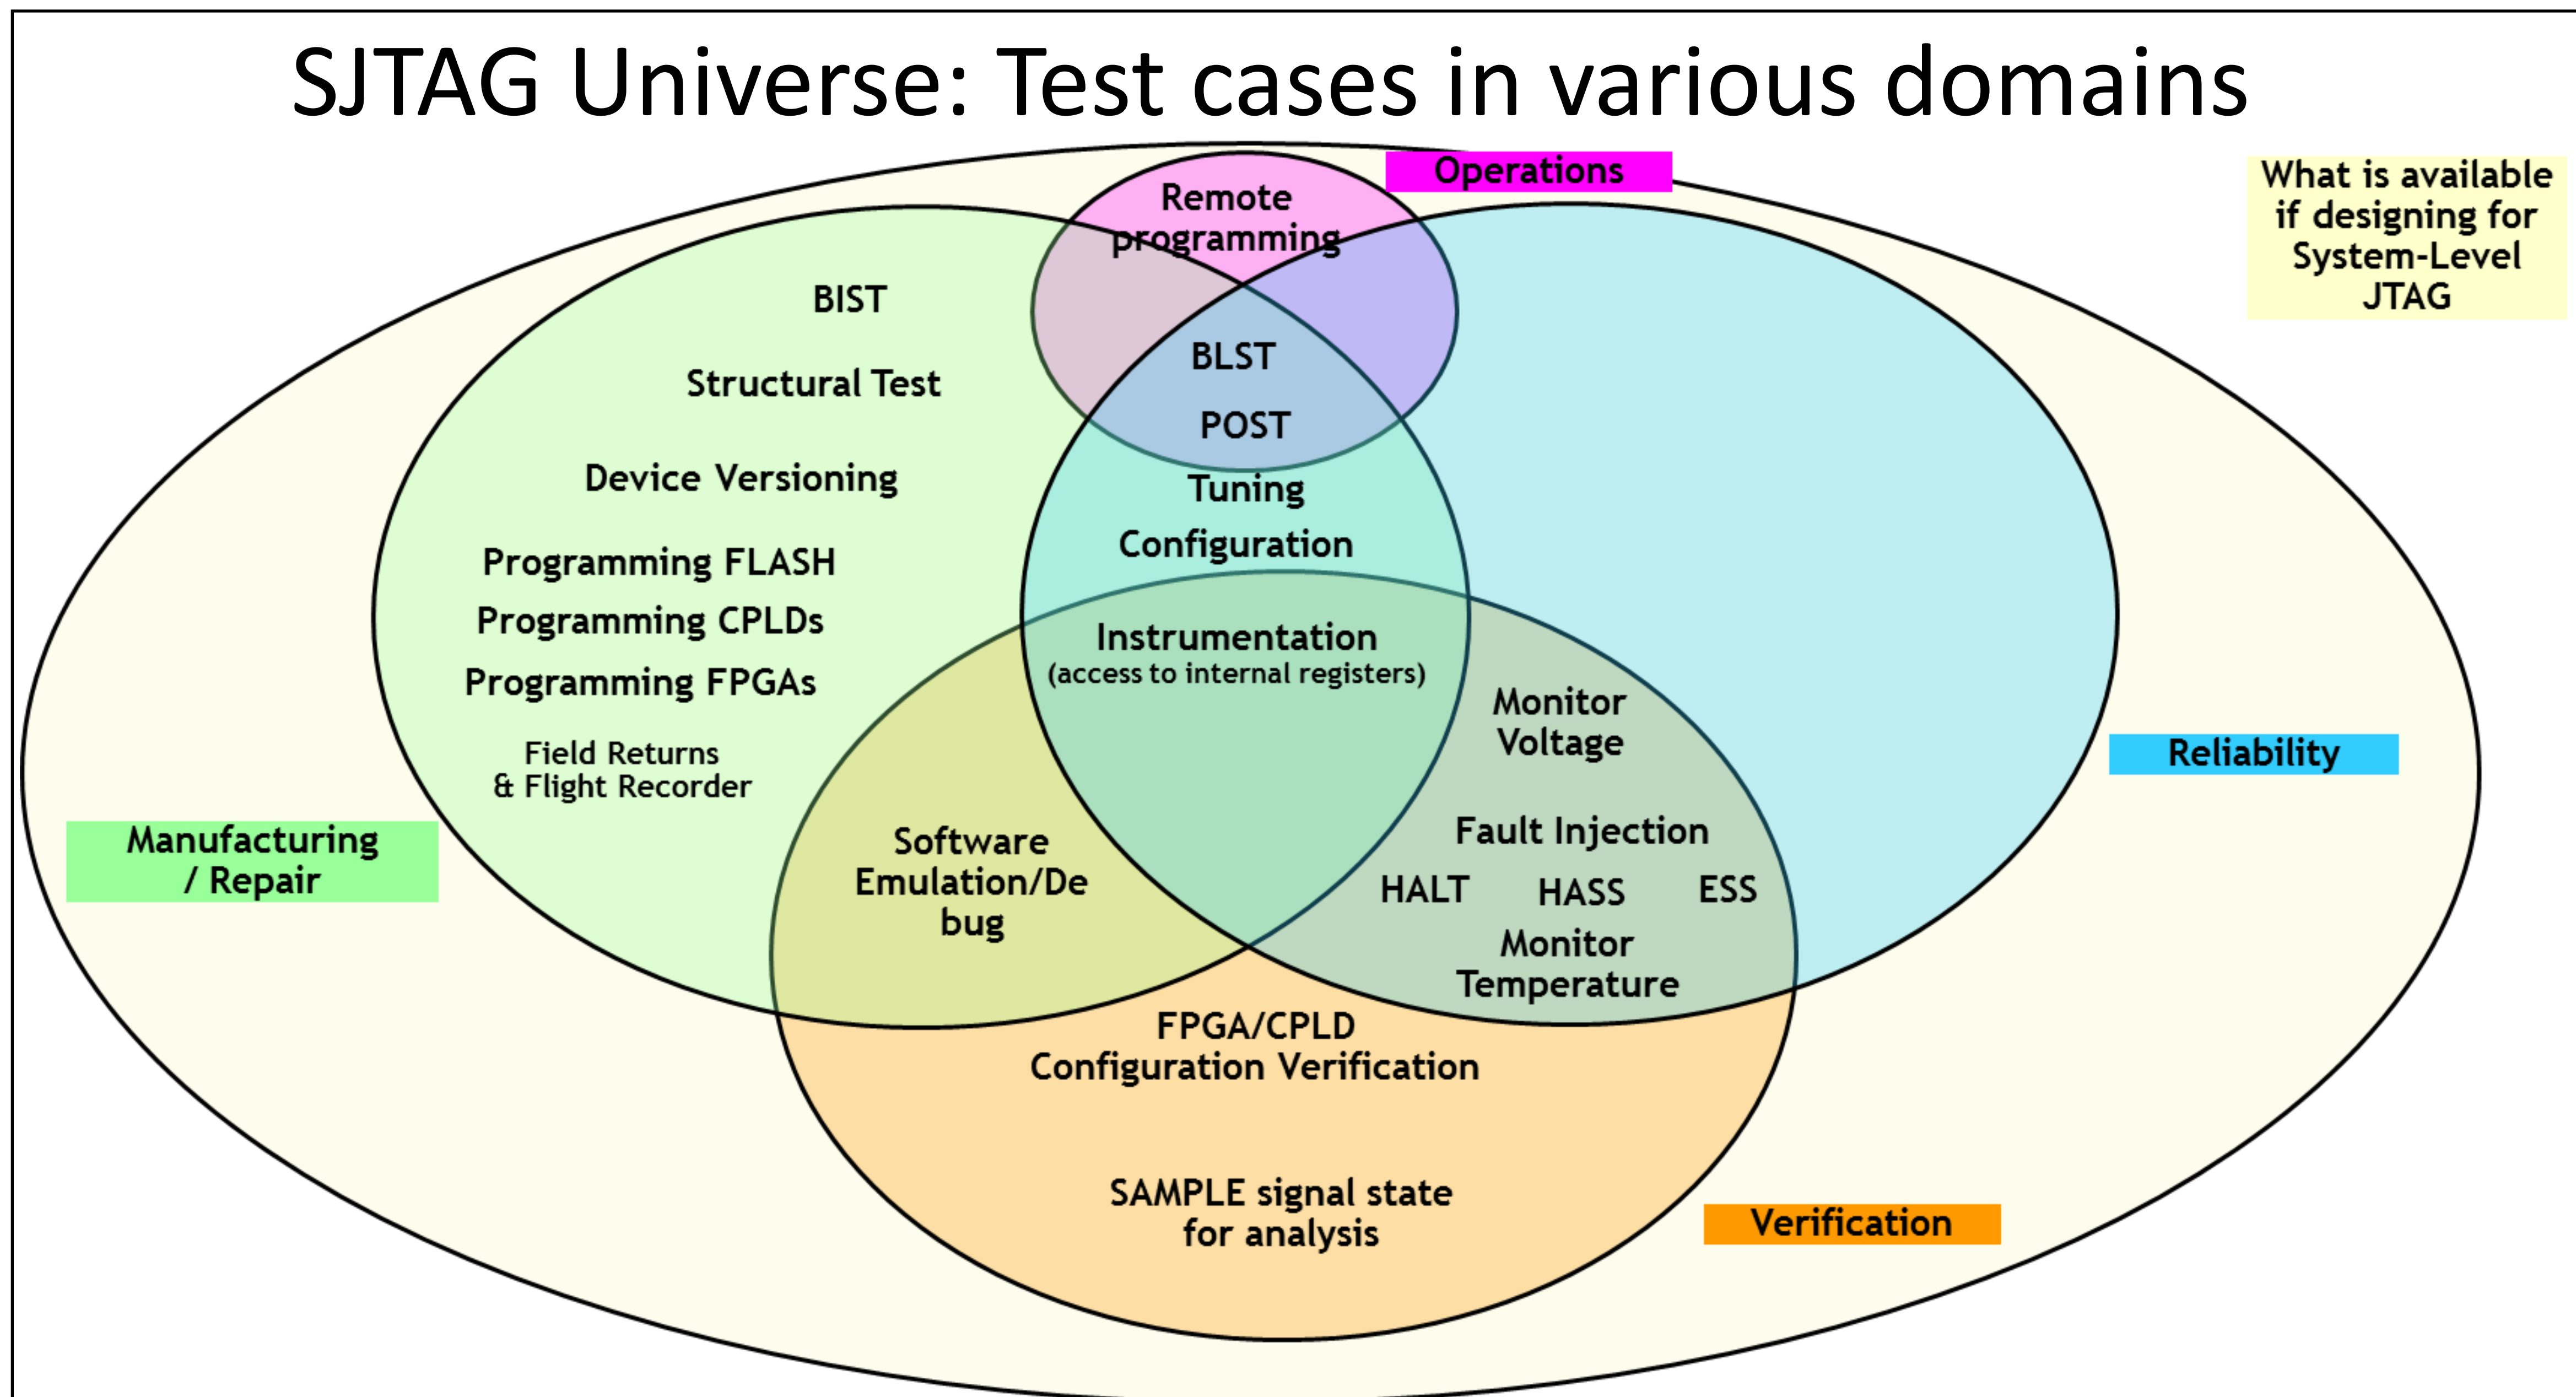 SJTAG Universe: Test cases in various domains
Operations
What is available
if designing for
System-Level
JTAG
Remote
programming
BIST
Structural Test
Device Versioning
Programming FLASH
Programming CPLDs
Programming FPGAs
Field Returns
& Flight Recorder
BLST
POST
Tuning
Configuration
Instrumentation
(access to internal registers)
Monitor
Voltage
Fault Injection
HALT HASS ESS
Monitor
Temperature
Reliability
Manufacturing
/ Repair
Software
Emulation/De
bug
FPGA/CPLD
Configuration Verification
SAMPLE signal state
for analysis
Verification